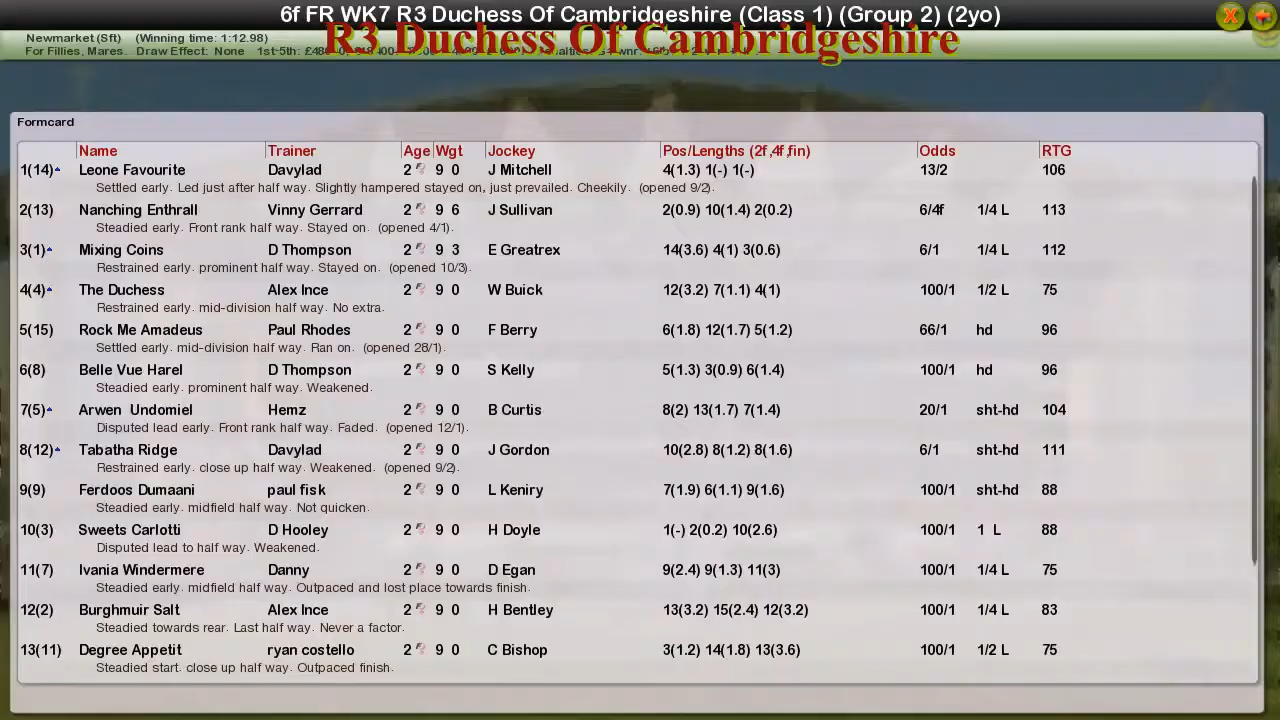 6f FR WK7 R3 Duchess Of Cambridgeshire (Class 1) (Group 2) (2yo)
R3 Duchess Of Cambridgeshire
Newmarket (Sft) (Winning time: 1:12.98)
For Fillies, Mares. Draw Effect: None 1st-5th:
Formcard
Name Trainer Age Wgt Jockey Pos/Lengths (2f,4f,fin) Odds RTG
1(14) Leone Favourite Davylad 2 9 0 J Mitchell 4(1.3) 1(-) 1(-) 13/2 106
Settled early. Led just after half way. Slightly hampered stayed on, just prevailed. Cheekily. (opened 9/2).
2(13) Nanching Enthrall Vinny Gerrard 2 9 6 J Sullivan 2(0.9) 10(1.4) 2(0.2) 6/4f 1/4 L 113
Steadied early. Front rank half way. Stayed on. (opened 4/1).
3(1) Mixing Coins D Thompson 2 9 3 E Greatrex 14(3.6) 4(1) 3(0.6) 6/1 1/4 L 112
Restrained early. prominent half way. Stayed on. (opened 10/3).
4(4) The Duchess Alex Ince 2 9 0 W Buick 12(3.2) 7(1.1) 4(1) 100/1 1/2 L 75
Restrained early. mid-division half way. No extra.
5(15) Rock Me Amadeus Paul Rhodes 2 9 0 F Berry 6(1.8) 12(1.7) 5(1.2) 66/1 hd 96
Settled early. mid-division half way. Ran on. (opened 28/1).
6(8) Belle Vue Harel D Thompson 2 9 0 S Kelly 5(1.3) 3(0.9) 6(1.4) 100/1 hd 96
Steadied early. prominent half way. Weakened.
7(5) Arwen Undomiel Hemz 2 9 0 B Curtis 8(2) 13(1.7) 7(1.4) 20/1 sht-hd 104
Disputed lead early. Front rank half way. Faded. (opened 12/1).
8(12) Tabatha Ridge Davylad 2 9 0 J Gordon 10(2.8) 8(1.2) 8(1.6) 6/1 sht-hd 111
Restrained early. close up half way. Weakened. (opened 9/2).
9(9) Ferdoos Dumaani paul fisk 2 9 0 L Keniry 7(1.9) 6(1.1) 9(1.6) 100/1 sht-hd 88
Steadied early. midfield half way. Not quicken.
10(3) Sweets Carlotti D Hooley 2 9 0 H Doyle 1(-) 2(0.2) 10(2.6) 100/1 1 L 88
Disputed lead to half way. Weakened.
11(7) Ivania Windermere Danny 2 9 0 D Egan 9(2.4) 9(1.3) 11(3) 100/1 1/4 L 75
Steadied early. midfield half way. Outpaced and lost place towards finish.
12(2) Burghmuir Salt Alex Ince 2 9 0 H Bentley 13(3.2) 15(2.4) 12(3.2) 100/1 1/4 L 83
Steadied towards rear. Last half way. Never a factor.
13(11) Degree Appetit ryan costello 2 9 0 C Bishop 3(1.2) 14(1.8) 13(3.6) 100/1 1/2 L 75
Steadied start. close up half way. Outpaced finish.